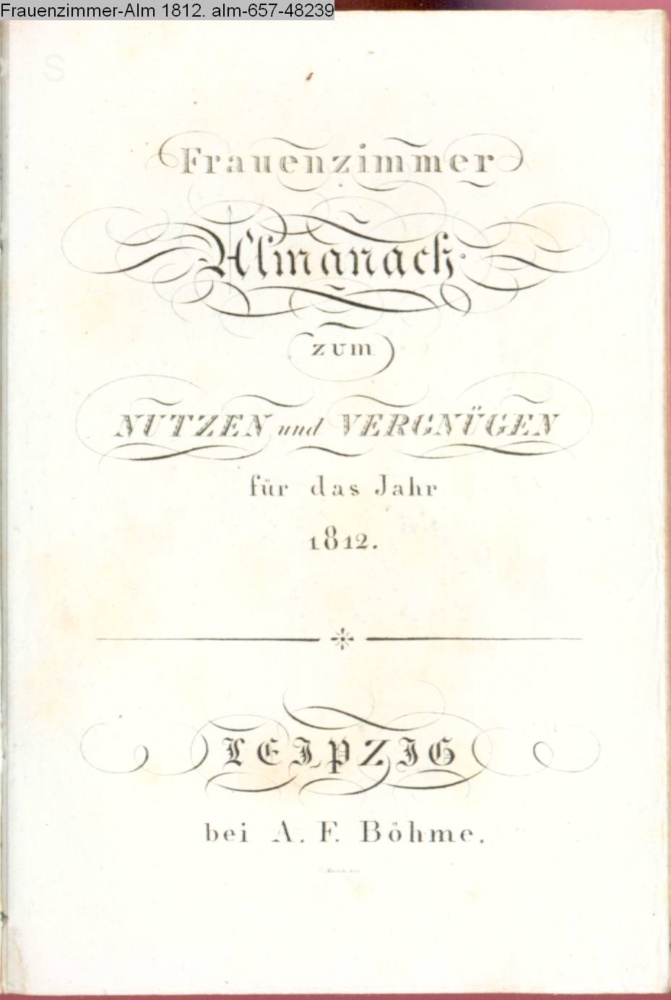 Frauenzimmer-Alm 1812. alm-657-48239
Frauenzimmer
Almanach
zum
NUTZEN und VERGNÜGEN
für das Jahr
1812.
LEIPZIG
bei A. F. Böhme.